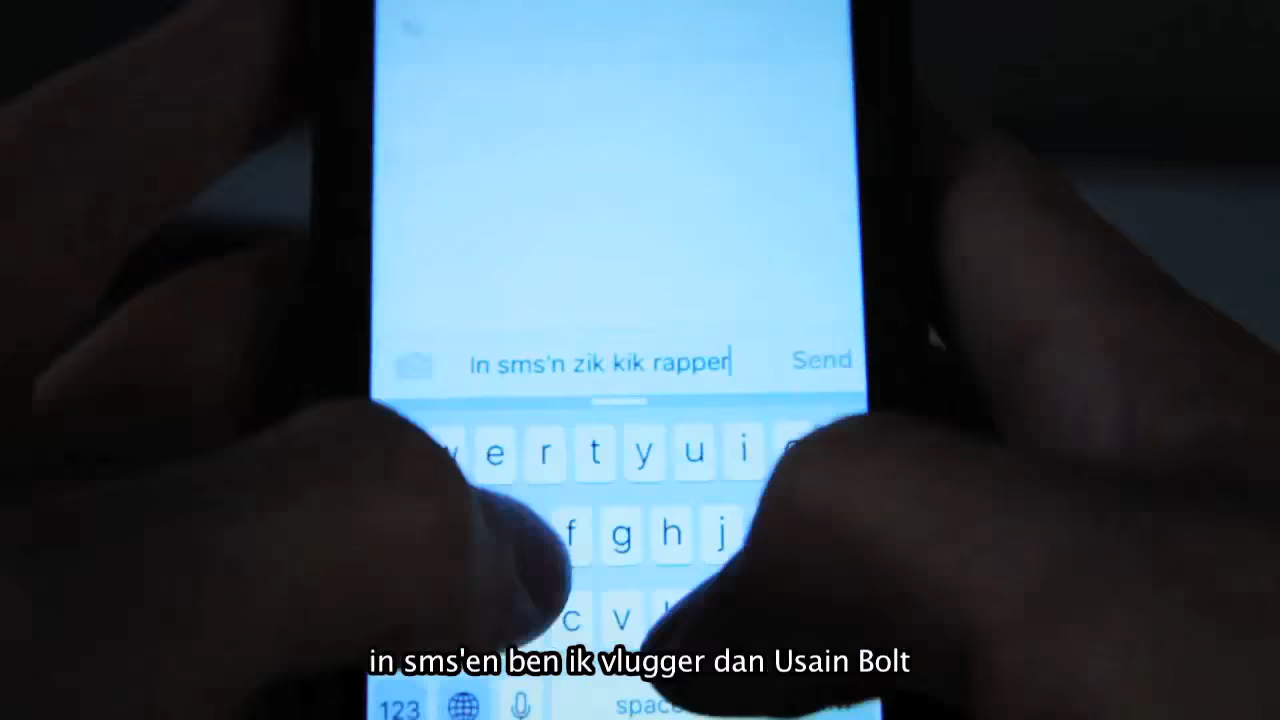 In sms'n zik kik rapper
Send
e r t y u i
f g h j
c v
in sms'en ben ik vlugger dan Usain Bolt
123
space